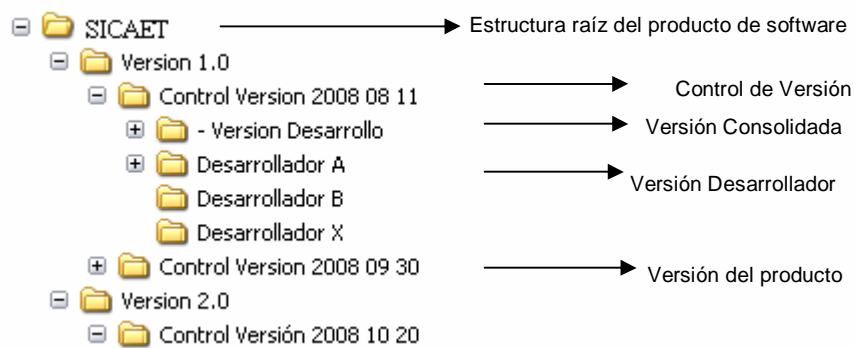 SICAET Estructura raíz del producto de software
Version 1.0
Control Version 2008 08 11 Control de Versión
- Version Desarrollo Versión Consolidada
Desarrollador A Versión Desarrollador
Desarrollador B
Desarrollador X
Control Version 2008 09 30 Versión del producto
Version 2.0
Control Versión 2008 10 20